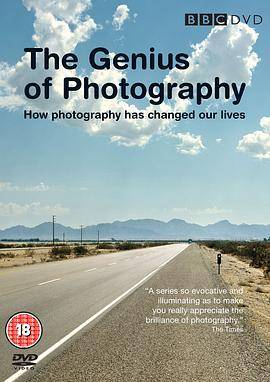 BBC DVD
The Genius
of Photography
How photography has changed our lives
"A series so evocative and
illuminating as to make
you really appreciate the
brilliance of photography."
The Times
18
DVD
VIDEO